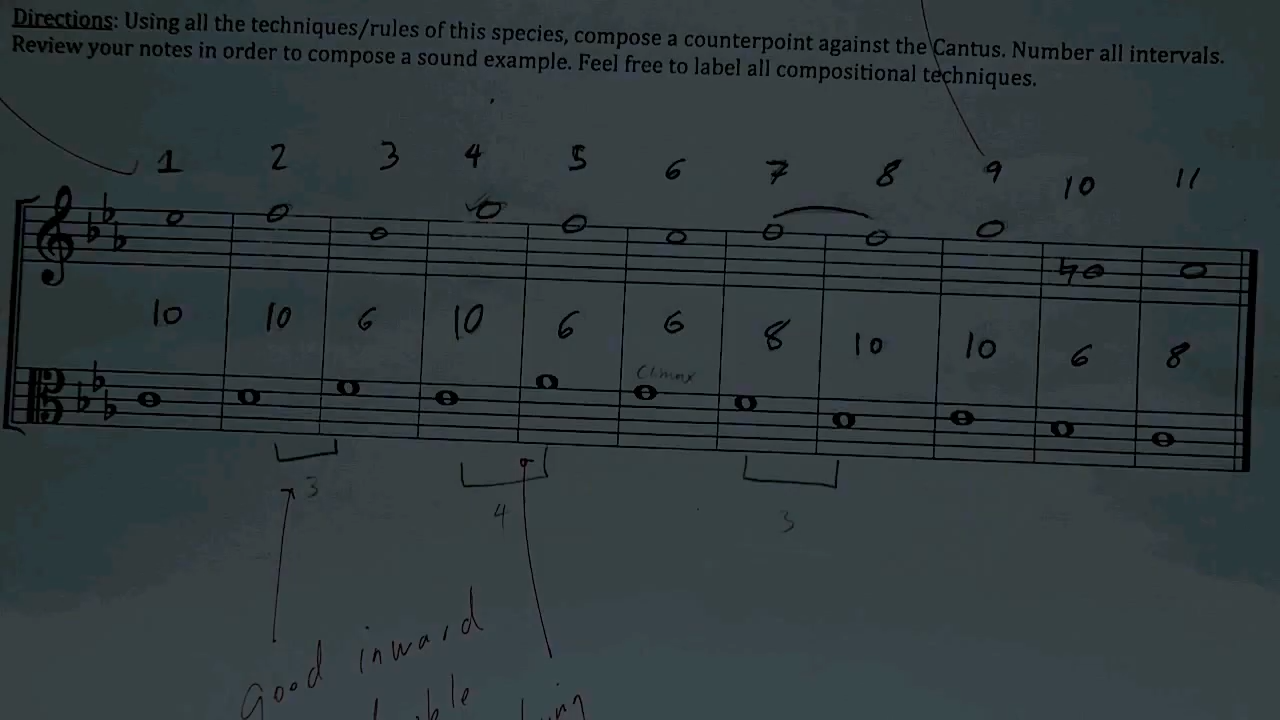 Directions: Using all the techniques/rules of this species, compose a counterpoint against the Cantus. Number all intervals.
Review your notes in order to compose a sound example. Feel free to label all compositional techniques.
1 2 3 4 5 6 7 8 9 10 11
10 10 6 10 6 6 8 10 10 6 8
Climax
3 4 3
Good inward